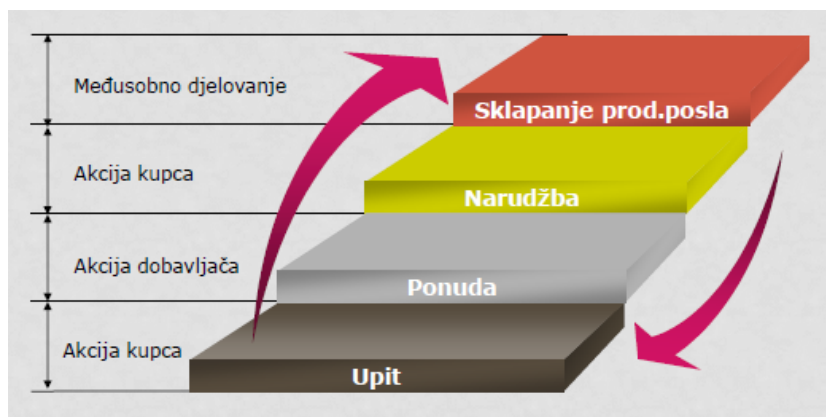 Međusobno djelovanje
Sklapanje prod.posla
Akcija kupca
Narudžba
Akcija dobavljača
Ponuda
Akcija kupca
Upit